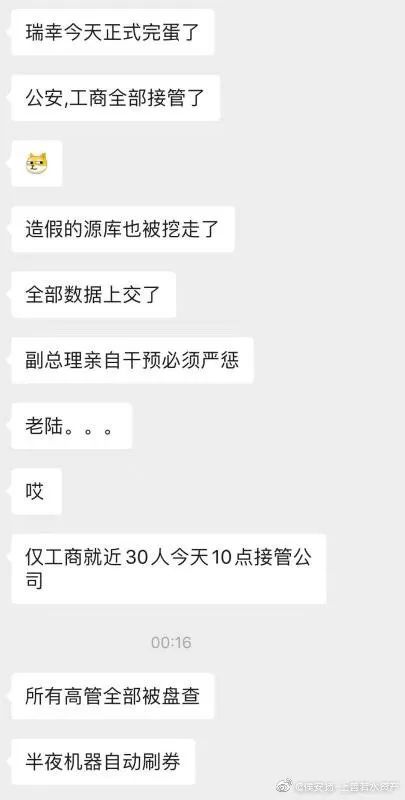 瑞幸今天正式完蛋了
公安,工商全部接管了
造假的源库也被挖走了
全部数据上交了
副总理亲自干预必须严惩
老陆。。。
哎
仅工商就近30人今天10点接管公
司
00:16
所有高管全部被盘查
半夜机器自动刷券